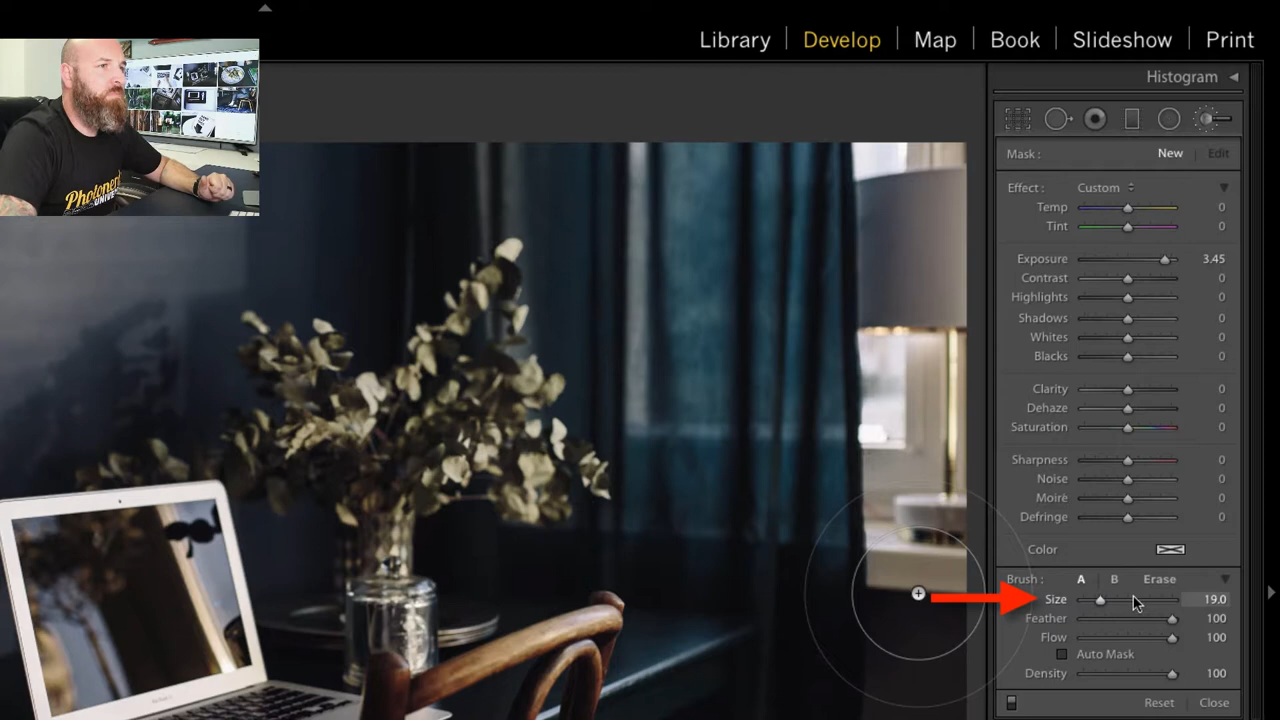 Library | Develop | Map | Book | Slideshow | Print
Histogram
Mask : New Edit
Effect : Custom
Temp 0
Tint 0
Exposure 3.45
Contrast 0
Highlights 0
Shadows 0
Whites 0
Blacks 0
Clarity 0
Dehaze 0
Saturation 0
Sharpness 0
Noise 0
Moiré 0
Defringe 0
Color
Brush : A B Erase
Size 19.0
Feather 100
Flow 100
Auto Mask
Density 100
Reset Close